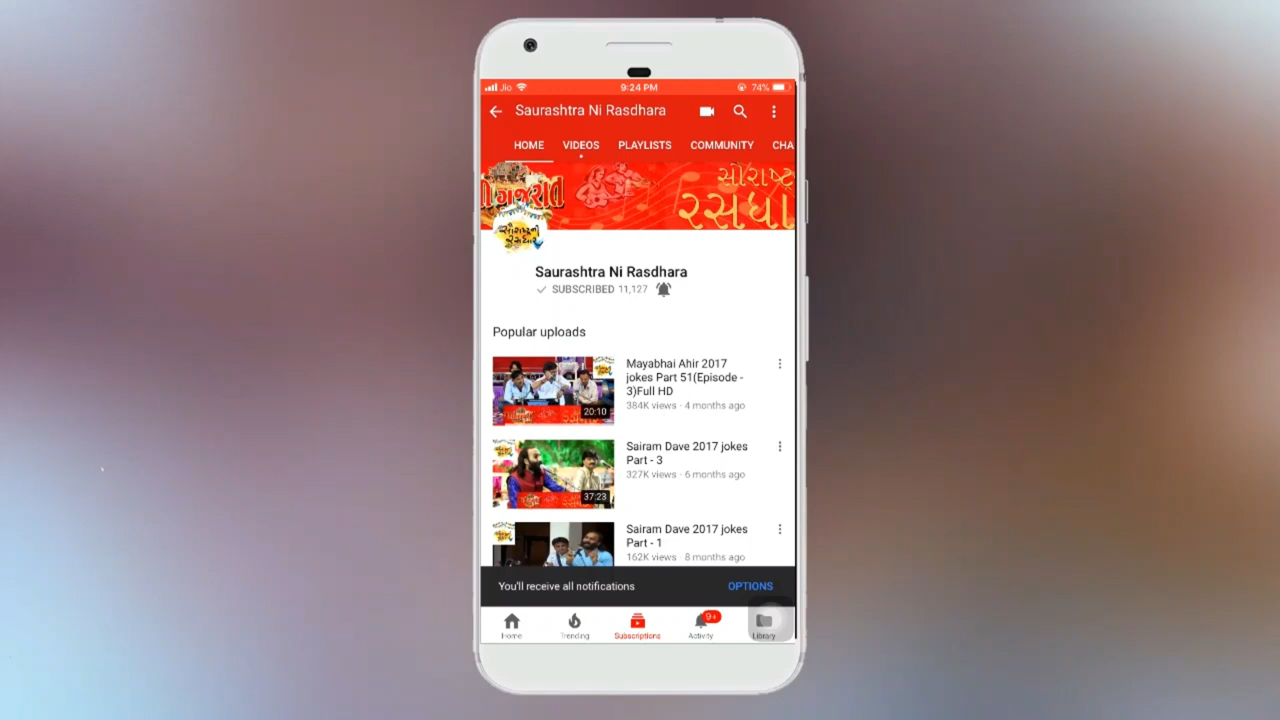 Jio
9:24 PM
74%
Saurashtra Ni Rasdhara
HOME
VIDEOS
PLAYLISTS
COMMUNITY
CHA
ગુજરાત
સૌરાષ્ટ્ર
રસધા
Saurashtra Ni Rasdhara
SUBSCRIBED 11,127
Popular uploads
Mayabhai Ahir 2017
jokes Part 51(Episode -
3)Full HD
384K views · 4 months ago
20:10
Sairam Dave 2017 jokes
Part - 3
327K views · 6 months ago
37:23
Sairam Dave 2017 jokes
Part - 1
162K views · 8 months ago
You'll receive all notifications
OPTIONS
9+
Home
Trending
Subscriptions
Activity
Library